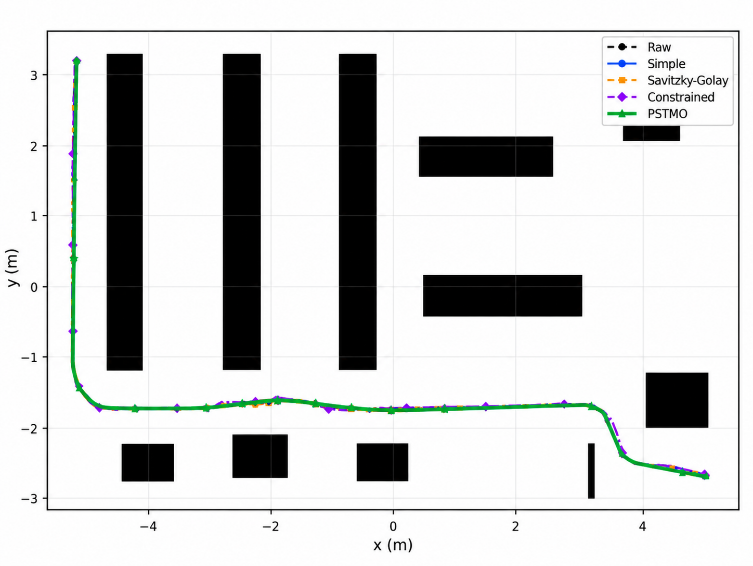 Raw
Simple
Savitzky-Golay
Constrained
PSTMO
3
2
1
0
−1
−2
−3
y (m)
−4
−2
0
2
4
x (m)